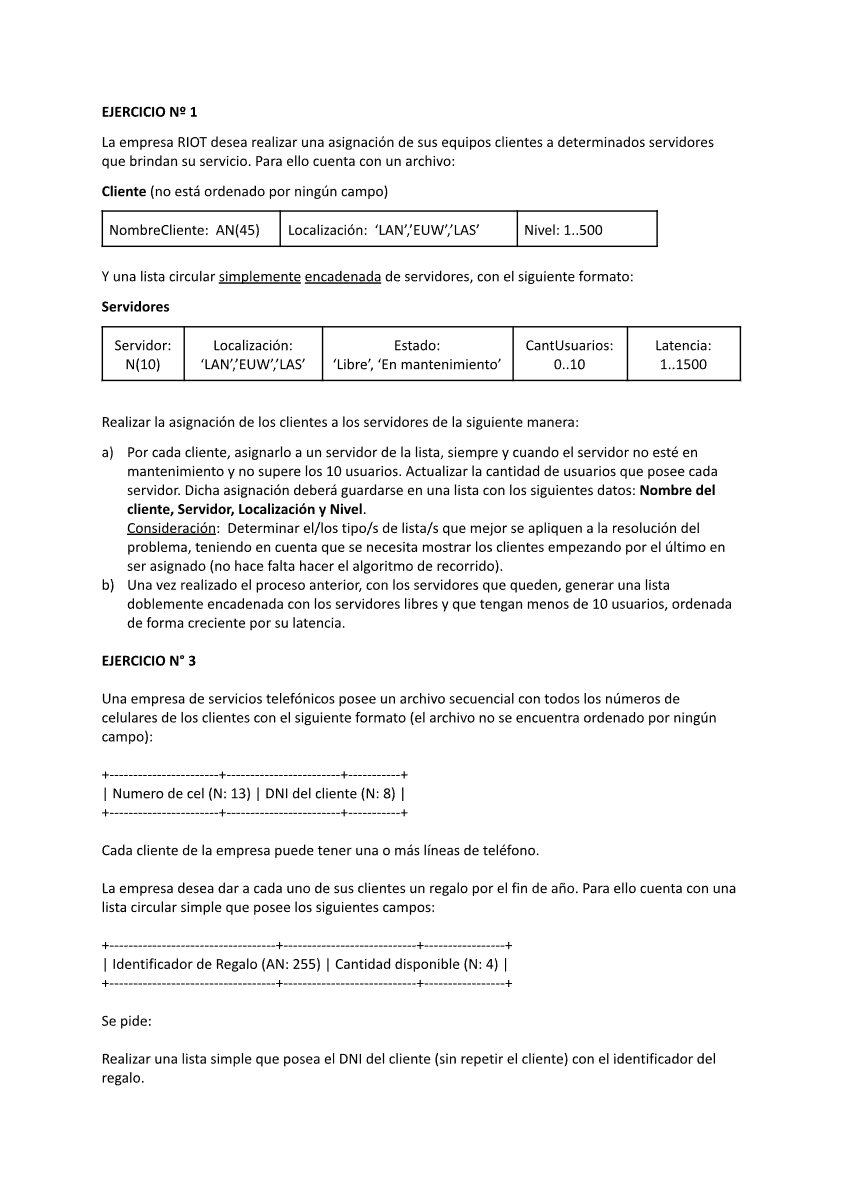 EJERCICIO Nº 1
La empresa RIOT desea realizar una asignación de sus equipos clientes a determinados servidores
que brindan su servicio. Para ello cuenta con un archivo:
Cliente (no está ordenado por ningún campo)
NombreCliente: AN(45) Localización: ‘LAN’,’EUW’,’LAS’ Nivel: 1..500
Y una lista circular simplemente encadenada de servidores, con el siguiente formato:
Servidores
Servidor: Localización: Estado: CantUsuarios: Latencia:
N(10) ‘LAN’,’EUW’,’LAS’ ‘Libre’, ‘En mantenimiento’ 0..10 1..1500
Realizar la asignación de los clientes a los servidores de la siguiente manera:
a) Por cada cliente, asignarlo a un servidor de la lista, siempre y cuando el servidor no esté en
mantenimiento y no supere los 10 usuarios. Actualizar la cantidad de usuarios que posee cada
servidor. Dicha asignación deberá guardarse en una lista con los siguientes datos: Nombre del
cliente, Servidor, Localización y Nivel.
Consideración: Determinar el/los tipo/s de lista/s que mejor se apliquen a la resolución del
problema, teniendo en cuenta que se necesita mostrar los clientes empezando por el último en
ser asignado (no hace falta hacer el algoritmo de recorrido).
b) Una vez realizado el proceso anterior, con los servidores que queden, generar una lista
doblemente encadenada con los servidores libres y que tengan menos de 10 usuarios, ordenada
de forma creciente por su latencia.
EJERCICIO N° 3
Una empresa de servicios telefónicos posee un archivo secuencial con todos los números de
celulares de los clientes con el siguiente formato (el archivo no se encuentra ordenado por ningún
campo):
+-----------------------+------------------------+-----------+
| Numero de cel (N: 13) | DNI del cliente (N: 8) |
+-----------------------+------------------------+-----------+
Cada cliente de la empresa puede tener una o más líneas de teléfono.
La empresa desea dar a cada uno de sus clientes un regalo por el fin de año. Para ello cuenta con una
lista circular simple que posee los siguientes campos:
+-----------------------------------+----------------------------+-----------------+
| Identificador de Regalo (AN: 255) | Cantidad disponible (N: 4) |
+-----------------------------------+----------------------------+-----------------+
Se pide:
Realizar una lista simple que posea el DNI del cliente (sin repetir el cliente) con el identificador del
regalo.